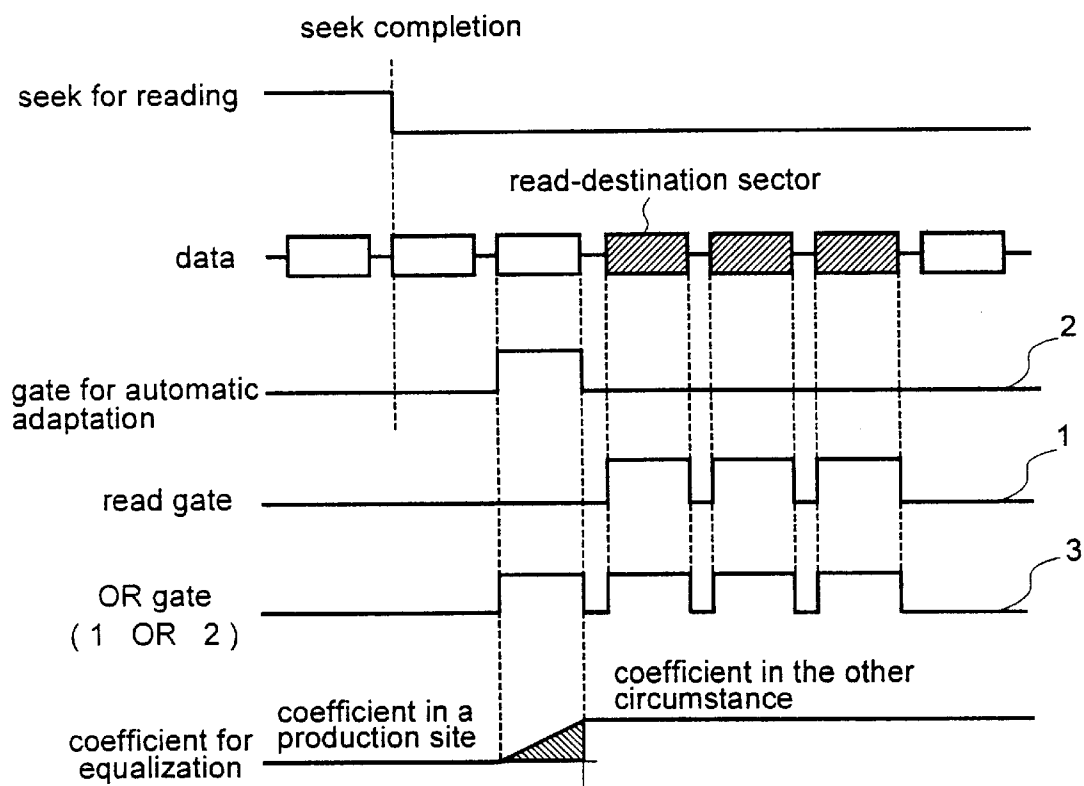 seek completion
seek for reading
read-destination sector
data
2
gate for automatic
adaptation
1
read gate
3
OR gate
( 1 OR 2 )
coefficient in the other
circumstance
coefficient in a
production site
coefficient for
equalization